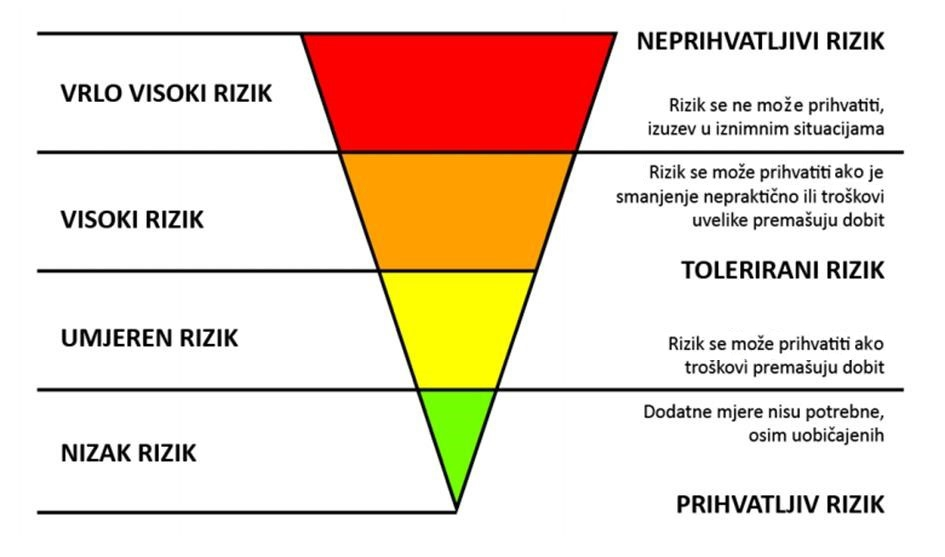 NEPRIHVATLJIVI RIZIK
VRLO VISOKI RIZIK
Rizik se ne može prihvatiti,
izuzev u iznimnim situacijama
Rizik se može prihvatiti ako je
smanjenje nepraktično ili troškovi
uvelike premašuju dobit
VISOKI RIZIK
TOLERIRANI RIZIK
UMJEREN RIZIK
Rizik se može prihvatiti ako
troškovi premašuju dobit
Dodatne mjere nisu potrebne,
osim uobičajenih
NIZAK RIZIK
PRIHVATLJIV RIZIK